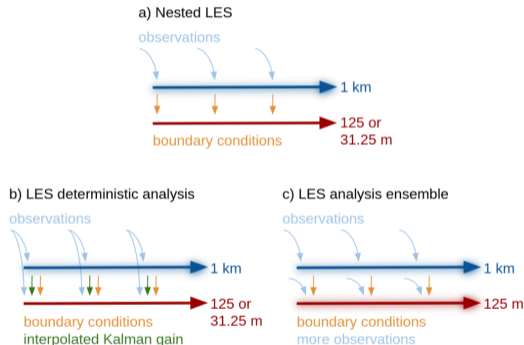 a) Nested LES
observations
1 km
125 or
31.25 m
boundary conditions
b) LES deterministic analysis
observations
1 km
125 or
31.25 m
boundary conditions
interpolated Kalman gain
c) LES analysis ensemble
observations
1 km
125 m
boundary conditions
more observations